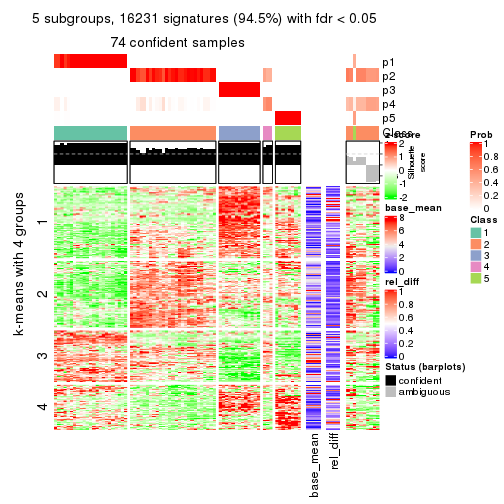 5 subgroups, 16231 signatures (94.5%) with fdr < 0.05
74 confident samples
p1
p2
p3
p4
p5
Class
z-score
2
1
0
-1
-2
Silhouette
score
base_mean
8
6
4
2
0
rel_diff
1
0.8
0.6
0.4
0.2
0
Status (barplots)
confident
ambiguous
Prob
1
0.8
0.6
0.4
0.2
0
Class
1
2
3
4
5
k-means with 4 groups
1
2
3
4
base_mean
rel_diff